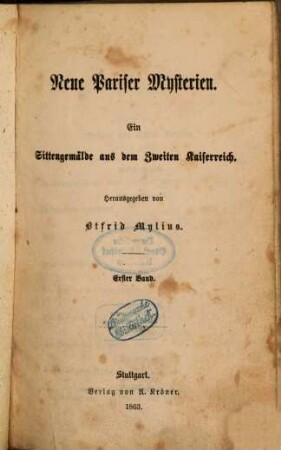 Neue Pariser Mysterien.
Ein
Sittengemälde aus dem Zweiten Kaiserreich.
Herausgegeben von
Otfrid Mylius.
Erster Band.
Stuttgart.
Verlag von A. Kröner.
1863.